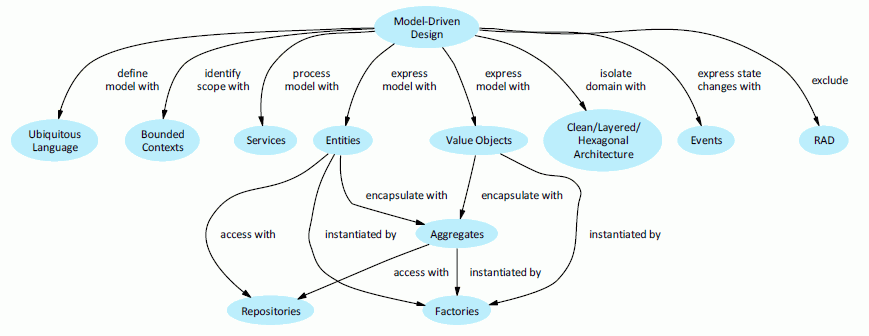 Model-Driven
Design
define
model with
identify
scope with
process
model with
express
model with
express
model with
isolate
domain with
express state
changes with
exclude
Ubiquitous
Language
Bounded
Contexts
Services
Entities
Value Objects
Clean/Layered/
Hexagonal
Architecture
Events
RAD
encapsulate with
encapsulate with
access with
instantiated by
Aggregates
instantiated by
access with
instantiated by
Repositories
Factories